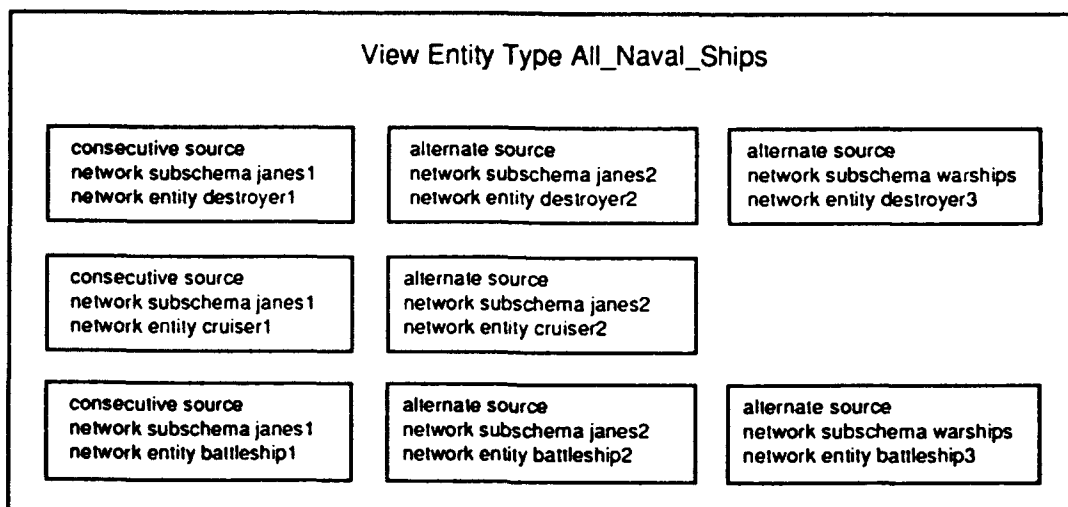 View Entity Type All_Naval_Ships
consecutive source
network subschema janes1
network entity destroyer1
alternate source
network subschema janes2
network entity destroyer2
alternate source
network subschema warships
network entity destroyer3
consecutive source
network subschema janes1
network entity cruiser1
alternate source
network subschema janes2
network entity cruiser2
consecutive source
network subschema janes1
network entity battleship1
alternate source
network subschema janes2
network entity battleship2
alternate source
network subschema warships
network entity battleship3